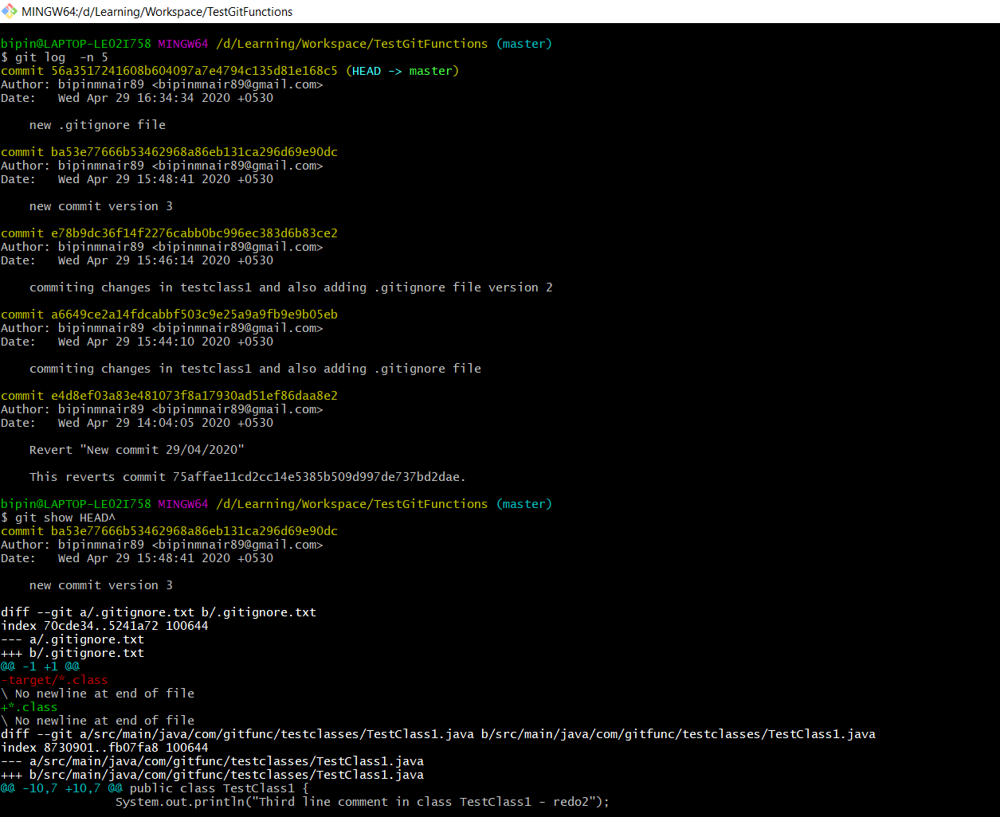 MINGW64:/d/Learning/Workspace/TestGitFunctions
bipin@LAPTOP-LEO2I758 MINGW64 /d/Learning/Workspace/TestGitFunctions (master)
$ git log  -n 5
commit 56a3517241608b604097a7e4794c135d81e168c5 (HEAD -> master)
Author: bipinmnair89 <bipinmnair89@gmail.com>
Date:   Wed Apr 29 16:34:34 2020 +0530
    new .gitignore file
commit ba53e77666b53462968a86eb131ca296d69e90dc
Author: bipinmnair89 <bipinmnair89@gmail.com>
Date:   Wed Apr 29 15:48:41 2020 +0530
    new commit version 3
commit e78b9dc36f14f2276cabb0bc996ec383d6b83ce2
Author: bipinmnair89 <bipinmnair89@gmail.com>
Date:   Wed Apr 29 15:46:14 2020 +0530
    commiting changes in testclass1 and also adding .gitignore file version 2
commit a6649ce2a14fdcabbf503c9e25a9a9fb9e9b05eb
Author: bipinmnair89 <bipinmnair89@gmail.com>
Date:   Wed Apr 29 15:44:10 2020 +0530
    commiting changes in testclass1 and also adding .gitignore file
commit e4d8ef03a83e481073f8a17930ad51ef86daa8e2
Author: bipinmnair89 <bipinmnair89@gmail.com>
Date:   Wed Apr 29 14:04:05 2020 +0530
    Revert "New commit 29/04/2020"
    This reverts commit 75affae11cd2cc14e5385b509d997de737bd2dae.
bipin@LAPTOP-LEO2I758 MINGW64 /d/Learning/Workspace/TestGitFunctions (master)
$ git show HEAD^
commit ba53e77666b53462968a86eb131ca296d69e90dc
Author: bipinmnair89 <bipinmnair89@gmail.com>
Date:   Wed Apr 29 15:48:41 2020 +0530
    new commit version 3
diff --git a/.gitignore.txt b/.gitignore.txt
index 70cde34..5241a72 100644
--- a/.gitignore.txt
+++ b/.gitignore.txt
@@ -1 +1 @@
-target/*.class
\ No newline at end of file
+*.class
\ No newline at end of file
diff --git a/src/main/java/com/gitfunc/testclasses/TestClass1.java b/src/main/java/com/gitfunc/testclasses/TestClass1.java
index 8730901..fb07fa8 100644
--- a/src/main/java/com/gitfunc/testclasses/TestClass1.java
+++ b/src/main/java/com/gitfunc/testclasses/TestClass1.java
@@ -10,7 +10,7 @@ public class TestClass1 {
                System.out.println("Third line comment in class TestClass1 - redo2");